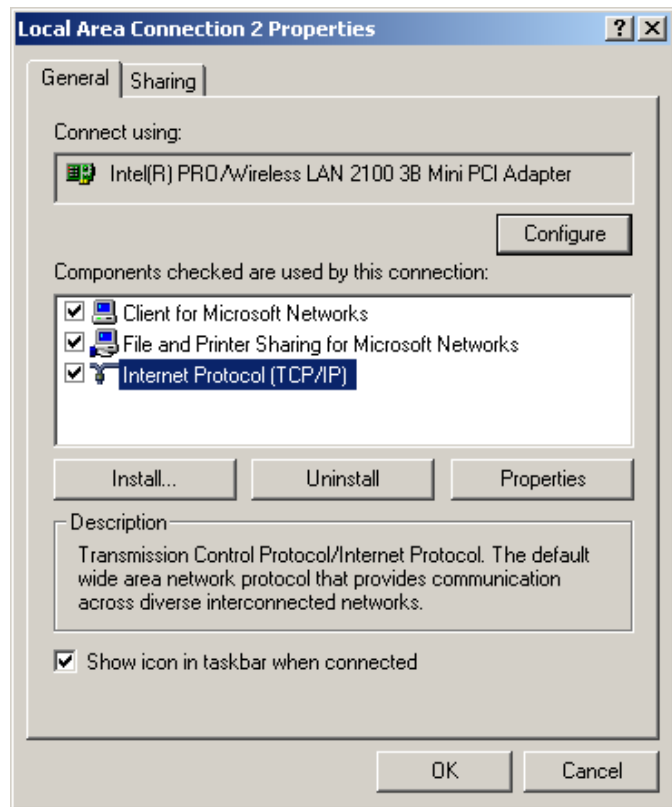 Local Area Connection 2 Properties
General
Sharing
Connect using:
Intel(R) PRO/Wireless LAN 2100 3B Mini PCI Adapter
Configure
Components checked are used by this connection:
Client for Microsoft Networks
File and Printer Sharing for Microsoft Networks
Internet Protocol (TCP/IP)
Install...
Uninstall
Properties
Description
Transmission Control Protocol/Internet Protocol. The default
wide area network protocol that provides communication
across diverse interconnected networks.
Show icon in taskbar when connected
OK
Cancel